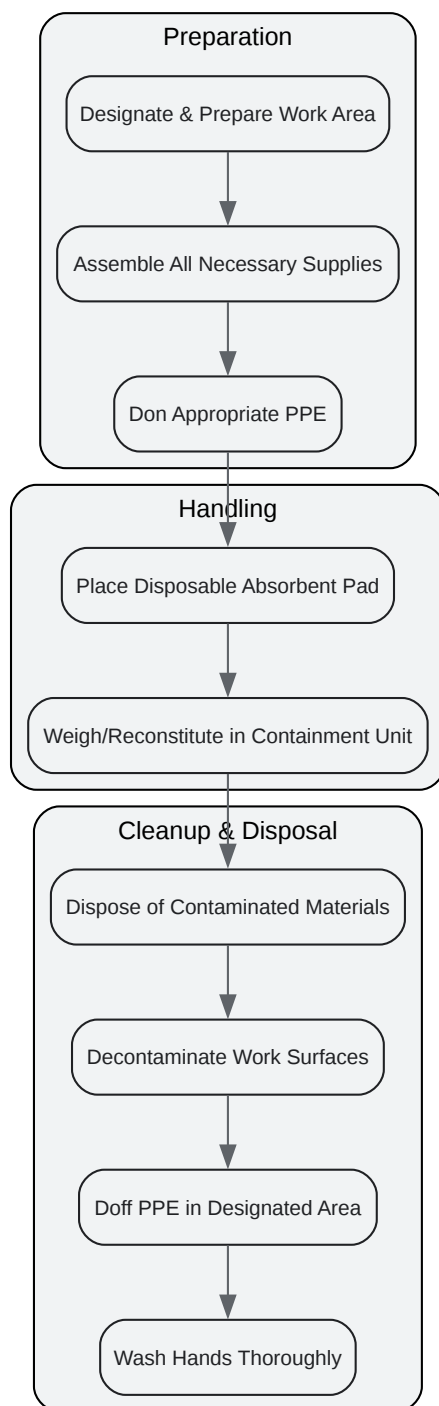 Preparation
Designate & Prepare Work Area
Assemble All Necessary Supplies
Don Appropriate PPE
Handling
Place Disposable Absorbent Pad
Weigh/Reconstitute in Containment Unit
Cleanup & Disposal
Dispose of Contaminated Materials
Decontaminate Work Surfaces
Doff PPE in Designated Area
Wash Hands Thoroughly